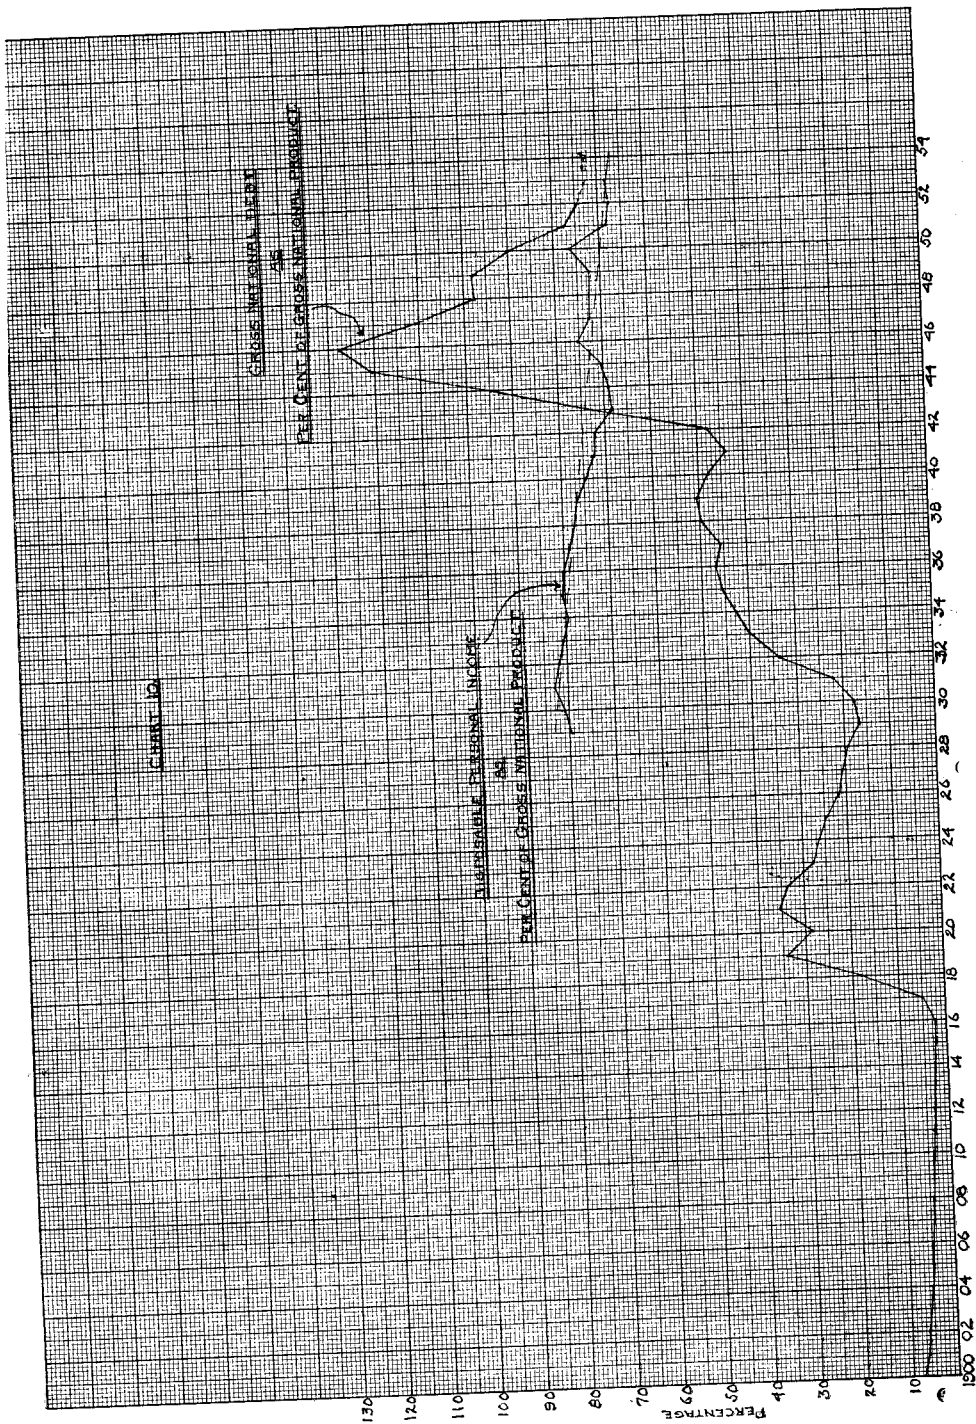 CHART 10.
GROSS NATIONAL DEBT
AS
PER CENT OF GROSS NATIONAL PRODUCT
DISPOSABLE PERSONAL INCOME
AS
PER CENT OF GROSS NATIONAL PRODUCT
PERCENTAGE
130
120
110
100
90
80
70
60
50
40
30
20
10
1900 02 04 06 08 10 12 14 16 18 20 22 24 26 28 30 32 34 36 38 40 42 44 46 48 50 52 54